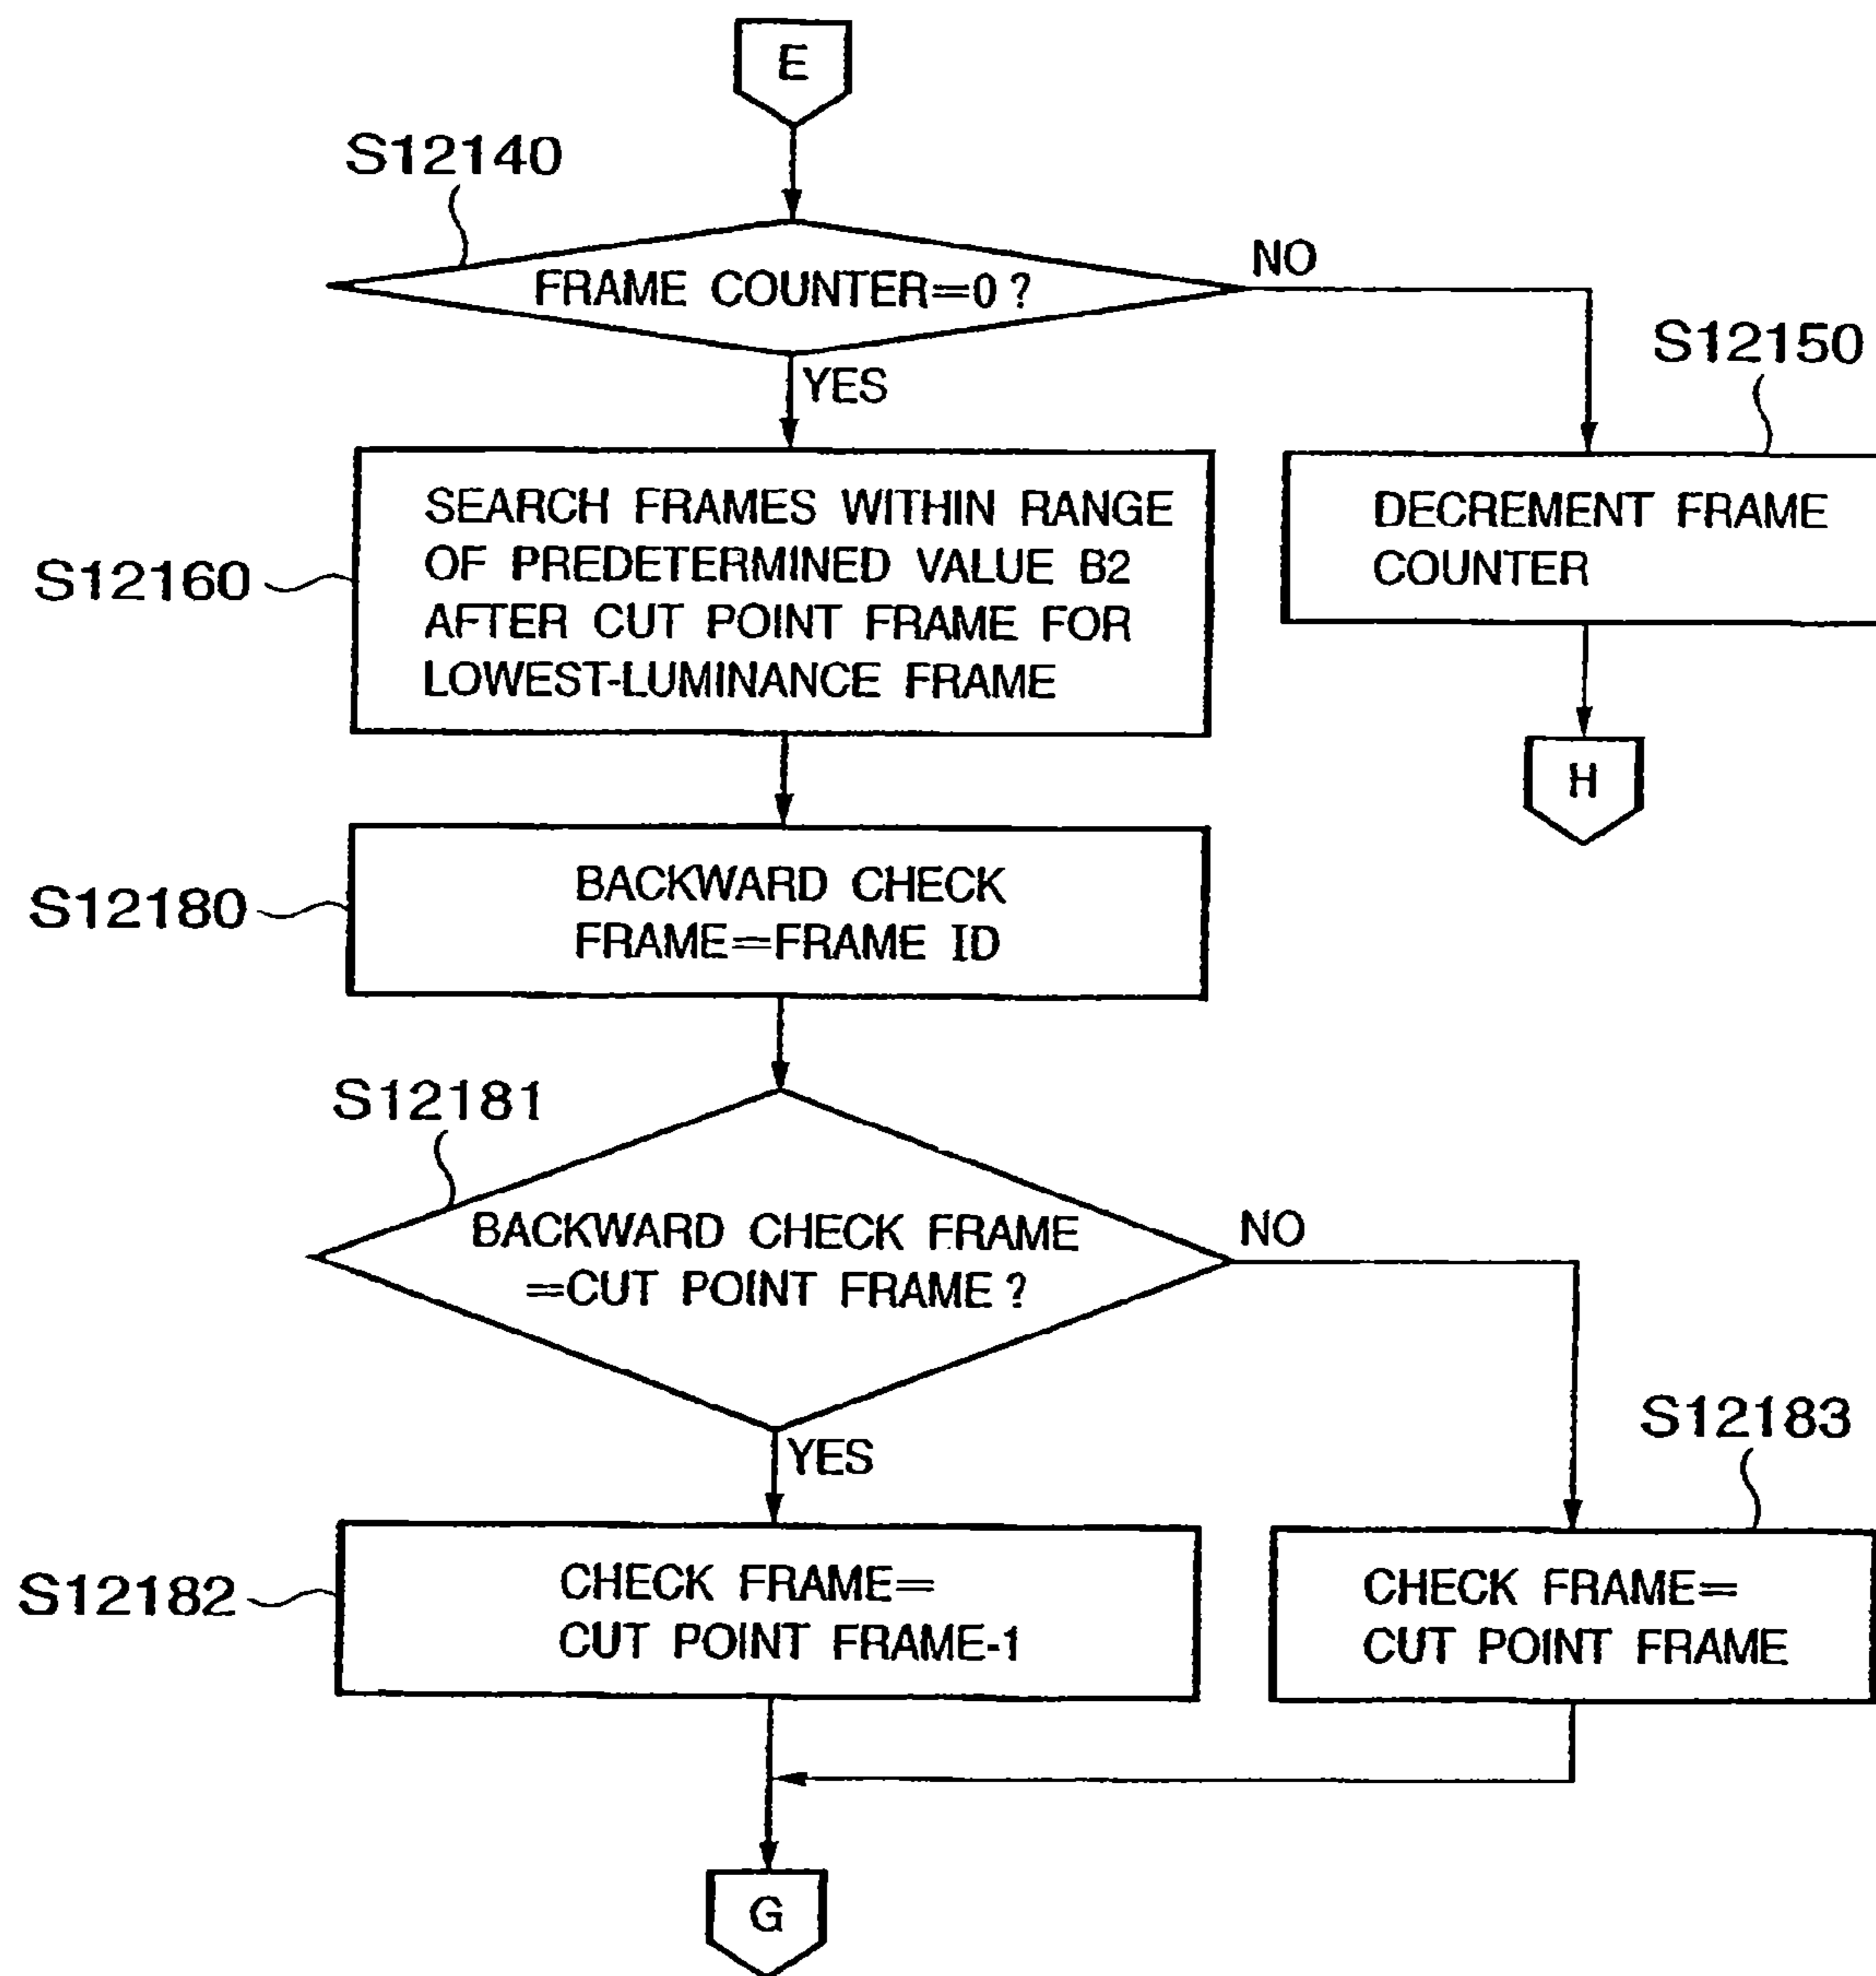 E
S12140
FRAME COUNTER=0?
NO
YES
S12150
SEARCH FRAMES WITHIN RANGE
OF PREDETERMINED VALUE B2
AFTER CUT POINT FRAME FOR
LOWEST-LUMINANCE FRAME
DECREMENT FRAME
COUNTER
S12160
H
BACKWARD CHECK
FRAME=FRAME ID
S12180
S12181
BACKWARD CHECK FRAME
=CUT POINT FRAME?
NO
YES
S12183
CHECK FRAME=
CUT POINT FRAME-1
S12182
CHECK FRAME=
CUT POINT FRAME
G